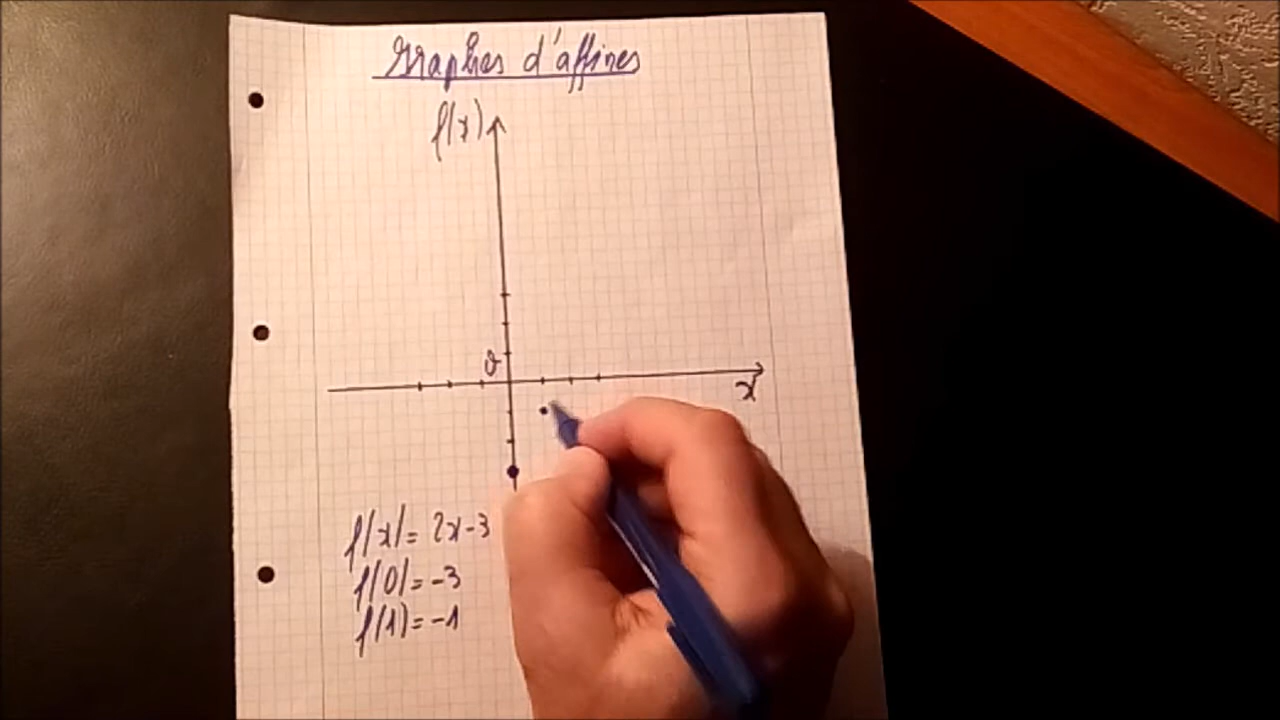 Graphes d'affines
f(x)
0
x
f(x) = 2x-3
f(0) = -3
f(1) = -1